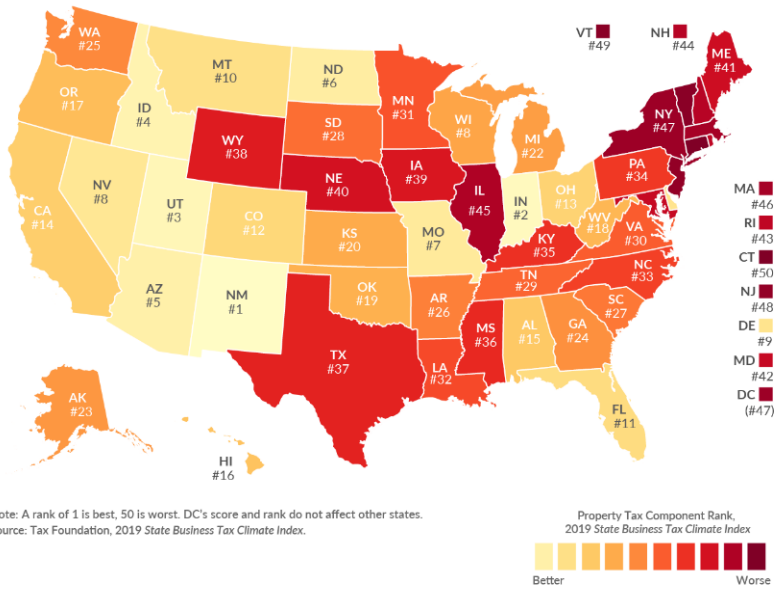 WA
#25
VT
#49
NH
#44
ME
#41
MT
#10
ND
#6
OR
#17
ID
#4
MN
#31
WI
#8
MI
#22
NY
#47
SD
#28
WY
#38
IA
#39
NE
#40
PA
#34
IL
#45
IN
#2
OH
#13
MA
#46
NV
#8
UT
#3
CO
#12
CA
#14
KS
#20
MO
#7
KY
#35
WV
#18
VA
#30
RI
#43
CT
#50
NJ
#48
DE
#9
MD
#42
DC
(#47)
AZ
#5
NM
#1
OK
#19
AR
#26
TN
#29
NC
#33
SC
#27
TX
#37
LA
#32
MS
#36
AL
#15
GA
#24
FL
#11
AK
#23
HI
#16
ote: A rank of 1 is best, 50 is worst. DC's score and rank do not affect other states.
ource: Tax Foundation, 2019 State Business Tax Climate Index.
Property Tax Component Rank,
2019 State Business Tax Climate Index
Better Worse